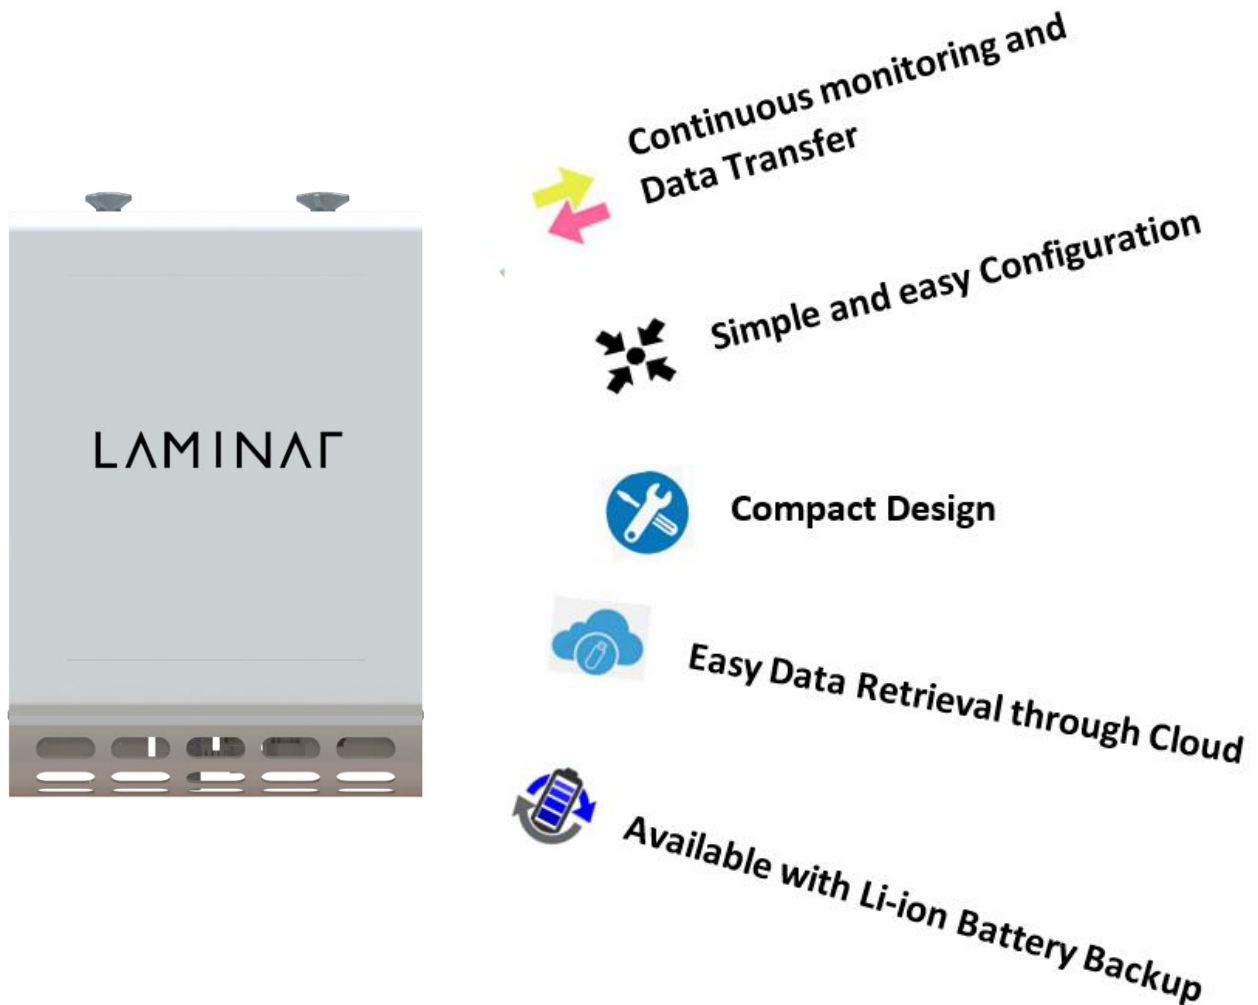 LAMINAR
Continuous monitoring and
Data Transfer
Simple and easy Configuration
Compact Design
Easy Data Retrieval through Cloud
Available with Li-ion Battery Backup